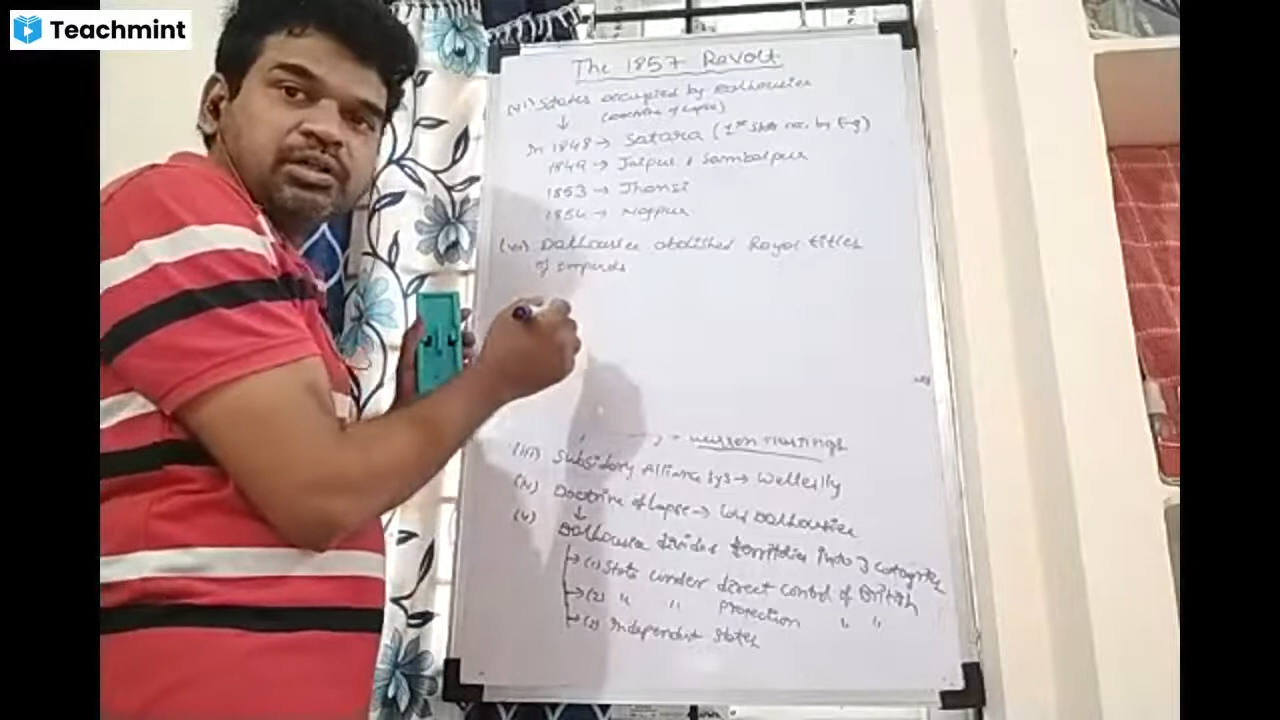 Teachmint
The 1857 Revolt
(vi) States occupied by Dalhousie
(Doctrine of Lapse)
↓
In 1848 → Satara (1st State occ. by Eng)
1849 → Jaipur & Sambalpur
1853 → Jhansi
1854 → Nagpur
(vii) Dalhousie abolished Royal titles
of
- Warren Hastings
(iii) Subsidary Alliance sys → Wellesly
(iv) Doctrine of Lapse → Lord Dalhousie
↓
(v) Dalhousie divides territories into 3 categories
→ (1) State under direct control of British
→ (2) " " Protection " "
→ (3) Independent States